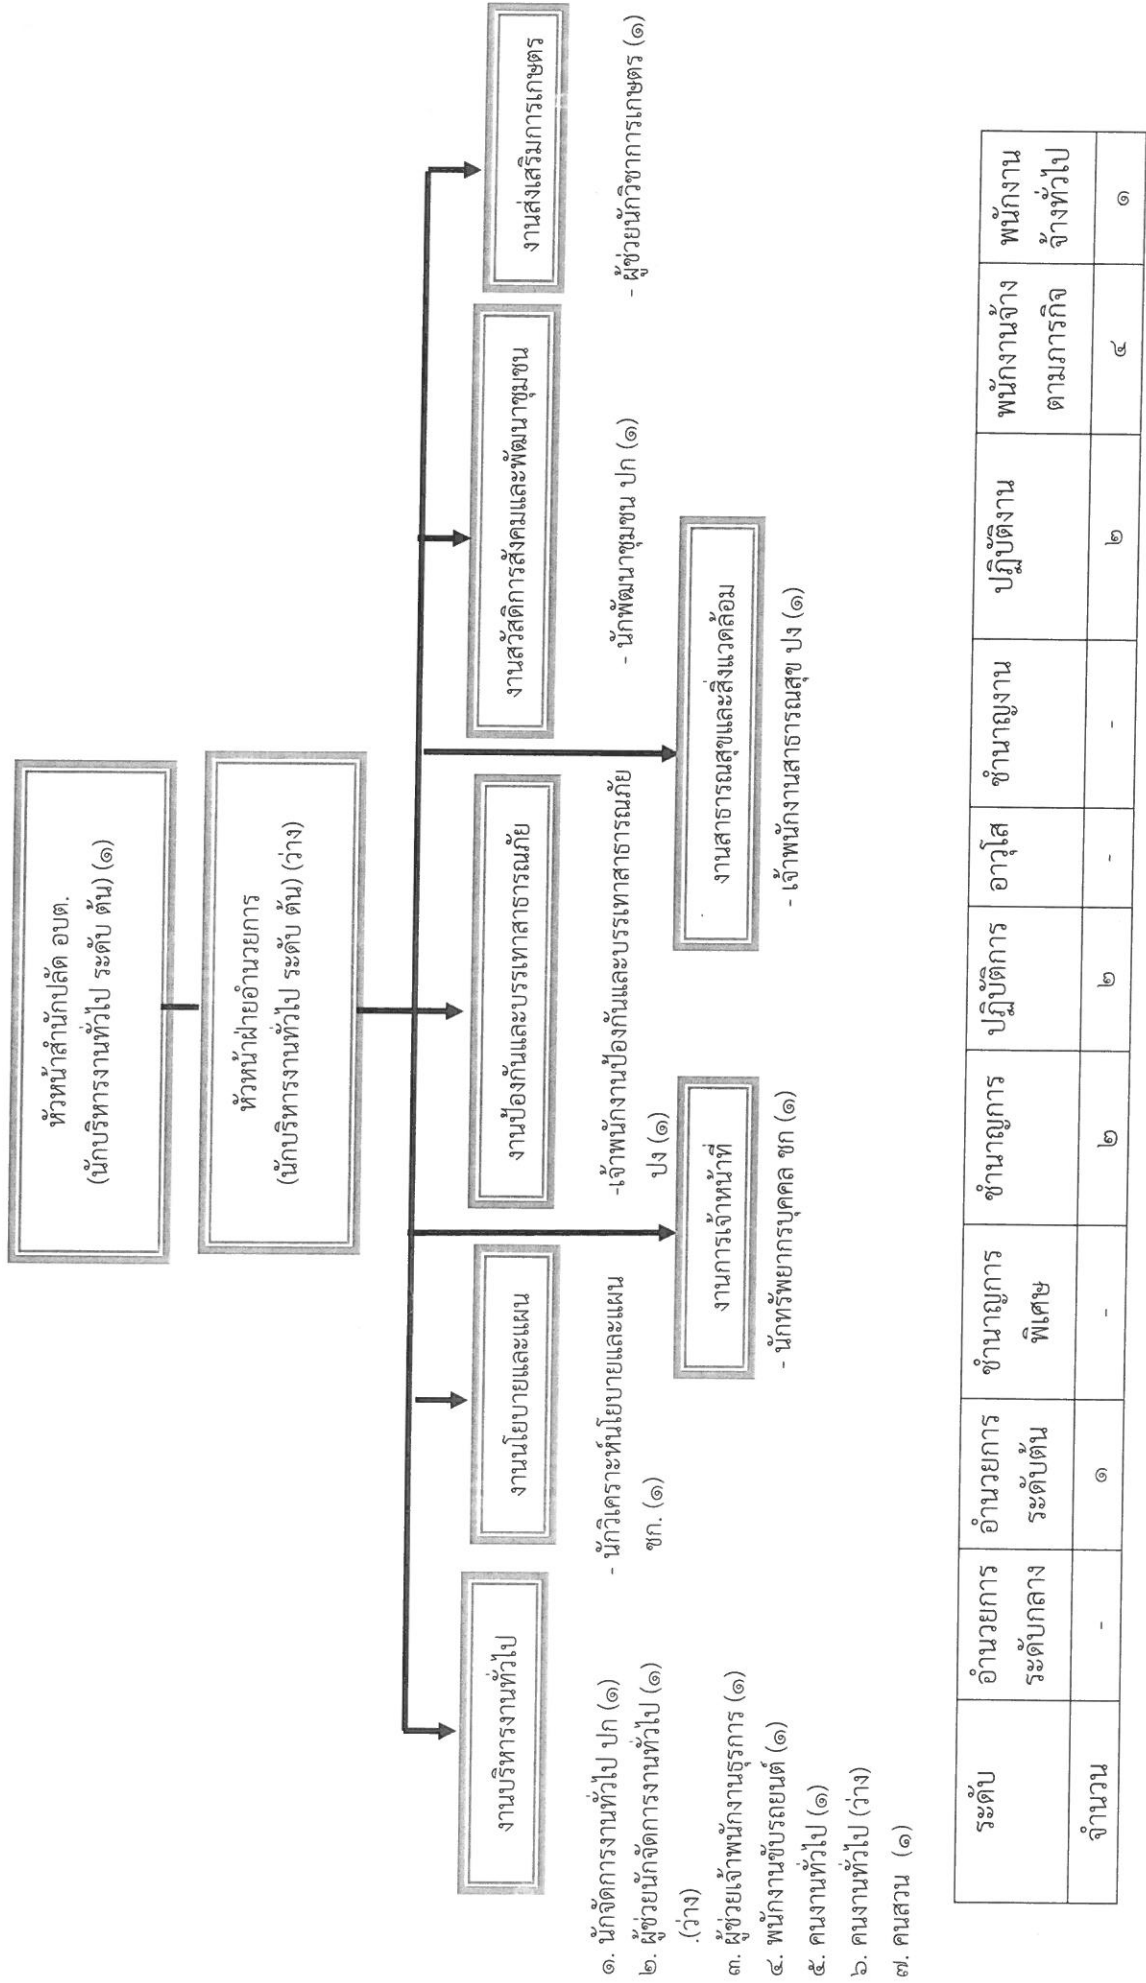 หัวหน้าสำนักปลัด อบต.
(นักบริหารงานทั่วไป ระดับ ต้น) (๑)
หัวหน้าฝ่ายอำนวยการ
(นักบริหารงานทั่วไป ระดับ ต้น) (ว่าง)
งานบริหารงานทั่วไป
๑. นักจัดการงานทั่วไป ปก (๑)
๒. ผู้ช่วยนักจัดการงานทั่วไป (๑)
.(ว่าง)
๓. ผู้ช่วยเจ้าพนักงานธุรการ (๑)
๔. พนักงานขับรถยนต์ (๑)
๕. คนงานทั่วไป (๑)
๖. คนงานทั่วไป (ว่าง)
๗. คนสวน (๑)
งานนโยบายและแผน
- นักวิเคราะห์นโยบายและแผน
ชก. (๑)
งานการเจ้าหน้าที่
- นักทรัพยากรบุคคล ชก (๑)
งานป้องกันและบรรเทาสาธารณภัย
-เจ้าพนักงานป้องกันและบรรเทาสาธารณภัย
ปง (๑)
งานสาธารณสุขและสิ่งแวดล้อม
- เจ้าพนักงานสาธารณสุข ปง (๑)
งานสวัสดิการสังคมและพัฒนาชุมชน
- นักพัฒนาชุมชน ปก (๑)
งานส่งเสริมการเกษตร
- ผู้ช่วยนักวิชาการเกษตร (๑)
ระดับ อำนวยการ อำนวยการ ชำนาญการ ชำนาญการ ปฏิบัติการ อาวุโส ชำนาญงาน ปฏิบัติงาน พนักงานจ้าง พนักงาน
ระดับกลาง ระดับต้น พิเศษ ตามภารกิจ จ้างทั่วไป
จำนวน - ๑ - ๒ ๒ - - ๒ ๔ ๑